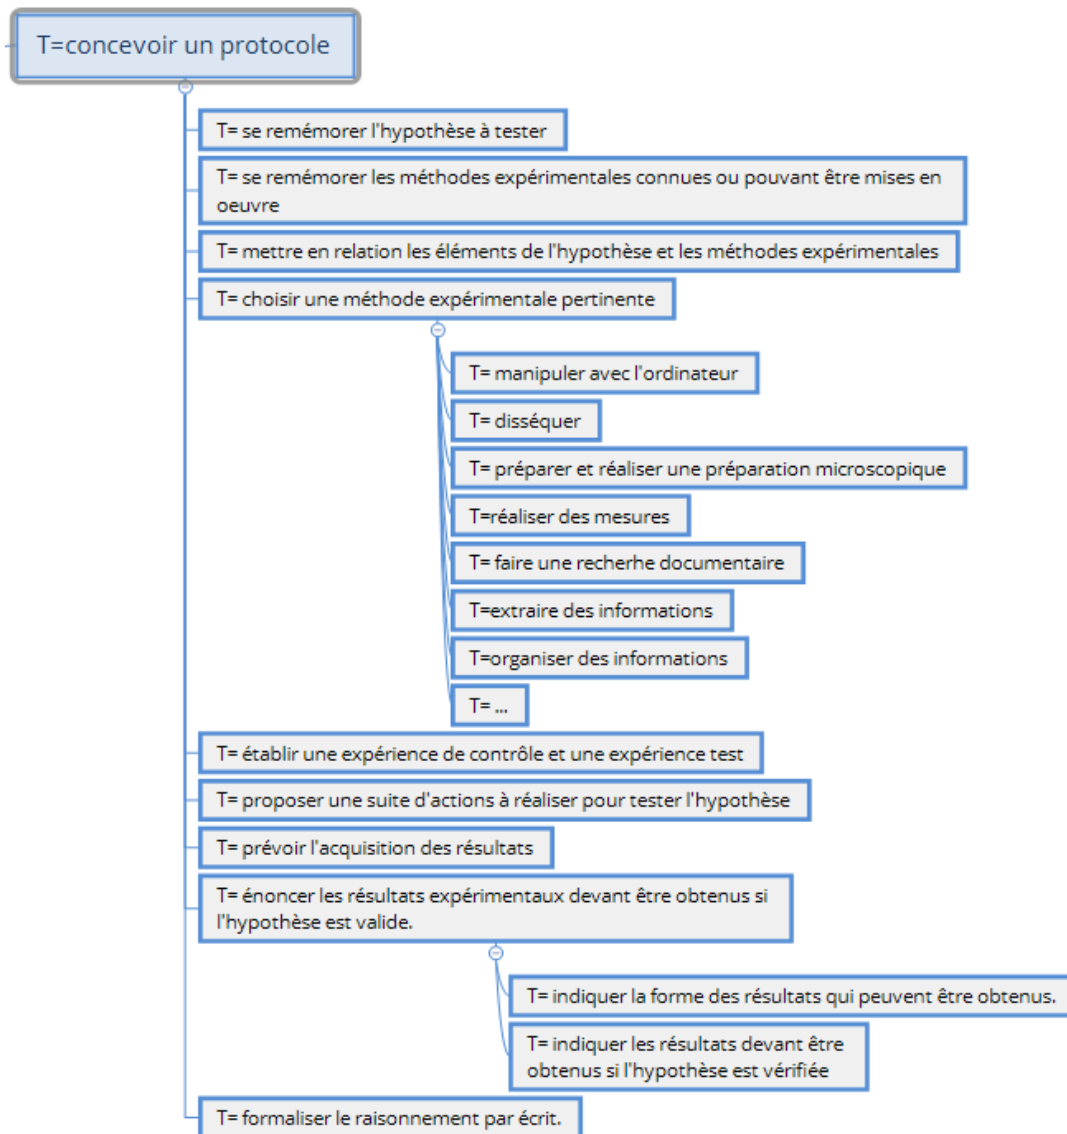 T=concevoir un protocole
T= se remémorer l'hypothèse à tester
T= se remémorer les méthodes expérimentales connues ou pouvant être mises en
oeuvre
T= mettre en relation les éléments de l'hypothèse et les méthodes expérimentales
T= choisir une méthode expérimentale pertinente
T= manipuler avec l'ordinateur
T= disséquer
T= préparer et réaliser une préparation microscopique
T=réaliser des mesures
T= faire une recherhe documentaire
T=extraire des informations
T=organiser des informations
T= ...
T= établir une expérience de contrôle et une expérience test
T= proposer une suite d'actions à réaliser pour tester l'hypothèse
T= prévoir l'acquisition des résultats
T= énoncer les résultats expérimentaux devant être obtenus si
l'hypothèse est valide.
T= indiquer la forme des résultats qui peuvent être obtenus.
T= indiquer les résultats devant être
obtenus si l'hypothèse est vérifiée
T= formaliser le raisonnement par écrit.